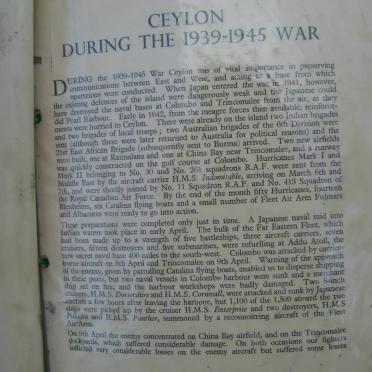 CEYLON
DURING THE 1939-1945 WAR
DURING the 1939-1945 War Ceylon was of vital importance in preserving
communications between East and West, and acting as a base from which
operations were conducted. When Japan entered the war in 1941, however,
the existing defences of the island were dangerously weak and the Japanese could
have destroyed the naval bases at Colombo and Trincomalee from the air, as they
did Pearl Harbour. Early in 1942, from the meagre forces then available, reinforce-
ments were hurried to Ceylon. There were already on the island two Indian brigades
and two brigades of local troops; two Australian brigades of the 6th Division were
sent (although these were later returned to Australia for political reasons) and the
21st East African Brigade (subsequently sent to Burma) arrived. Two new airfields
were built, one at Ratmalana and one at China Bay near Trincomalee, and a runway
was quickly constructed on the golf course at Colombo. Hurricanes Mark I and
Mark II belonging to No. 30 and No. 261 squadrons R.A.F. were sent from the
Middle East by the aircraft carrier H.M.S. Indomitable, arriving on March 6th and
7th, and were shortly joined by No. 11 Squadron R.A.F. and No. 413 Squadron of
the Royal Canadian Air Force. By the end of the month fifty Hurricanes, fourteen
Blenheims, six Catalina flying boats and a small number of Fleet Air Arm Fulmars
and Albacores were ready to go into action.
These preparations were completed only just in time. A Japanese naval raid into
Indian waters took place in early April. The bulk of the Far Eastern Fleet, which
had been made up to a strength of five battleships, three aircraft carriers, seven
cruisers, fifteen destroyers and five submarines, were refuelling at Addu Atoll, the
new secret naval base 400 miles to the south-west. Colombo was attacked by carrier-
borne aircraft on 5th April and Trincomalee on 9th April. Warning of the approach
of the enemy, given by patrolling Catalina flying boats, enabled us to disperse shipping
in these ports, but two naval vessels in Colombo harbour were sunk and a merchant
ship set on fire, and the harbour workshops were badly damaged. Two 8-inch
cruisers, H.M.S. Dorsetshire and H.M.S. Cornwall, were attacked and sunk by Japanese
aircraft a few hours after leaving the harbour, but 1,100 of the 1,500 aboard the two
ships were picked up by the cruiser H.M.S. Enterprise and two destroyers, H.M.S.
Paladin and H.M.S. Panther, summoned by a reconnoitring aircraft of the Fleet
Air Arm.
On 9th April the enemy concentrated on China Bay airfield, and on the Trincomalee
dockyards, which suffered considerable damage. On both occasions our fighters
inflicted very considerable losses on the enemy aircraft but suffered some losses